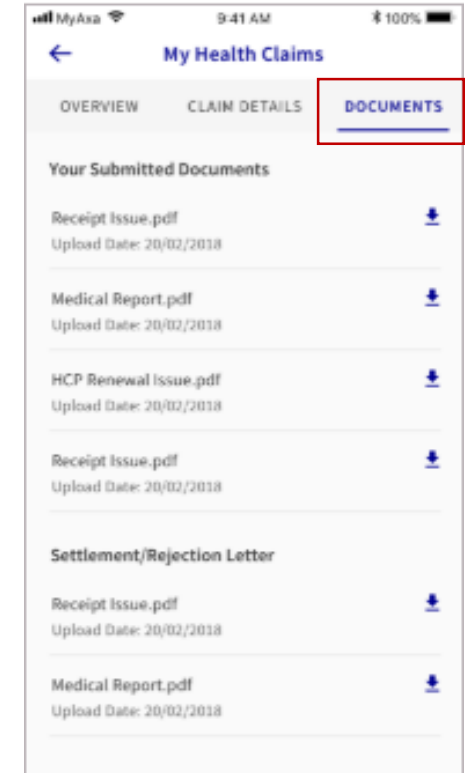 MyAxa 9:41 AM 100%
My Health Claims
OVERVIEW CLAIM DETAILS DOCUMENTS
Your Submitted Documents
Receipt Issue.pdf
Upload Date: 20/02/2018
Medical Report.pdf
Upload Date: 20/02/2018
HCP Renewal Issue.pdf
Upload Date: 20/02/2018
Receipt Issue.pdf
Upload Date: 20/02/2018
Settlement/Rejection Letter
Receipt Issue.pdf
Upload Date: 20/02/2018
Medical Report.pdf
Upload Date: 20/02/2018